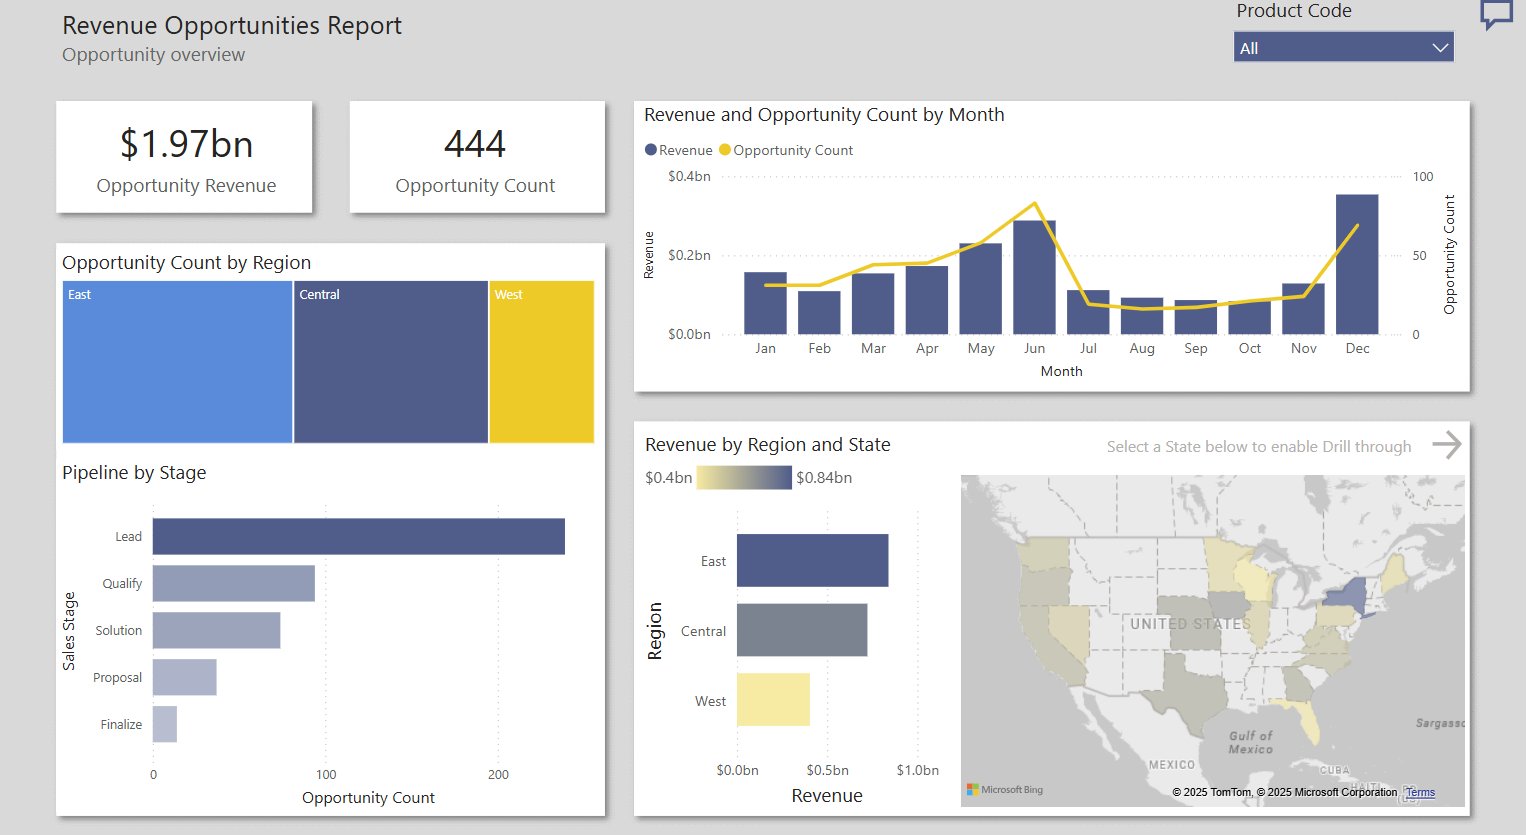 Revenue Opportunities Report
Opportunity overview
Product Code
All
$1.97bn
Opportunity Revenue
444
Opportunity Count
Opportunity Count by Region
East
Central
West
Pipeline by Stage
Sales Stage
Lead
Qualify
Solution
Proposal
Finalize
0 100 200
Opportunity Count
Revenue and Opportunity Count by Month
Revenue Opportunity Count
$0.4bn
$0.2bn
$0.0bn
Revenue
100
50
0
Opportunity Count
Jan Feb Mar Apr May Jun Jul Aug Sep Oct Nov Dec
Month
Revenue by Region and State
Select a State below to enable Drill through
$0.4bn $0.84bn
Region
East
Central
West
$0.0bn $0.5bn $1.0bn
Revenue
UNITED STATES
Gulf of
Mexico
Sargasso
MEXICO
CUBA
HAITI
Microsoft Bing
© 2025 TomTom, © 2025 Microsoft Corporation Terms